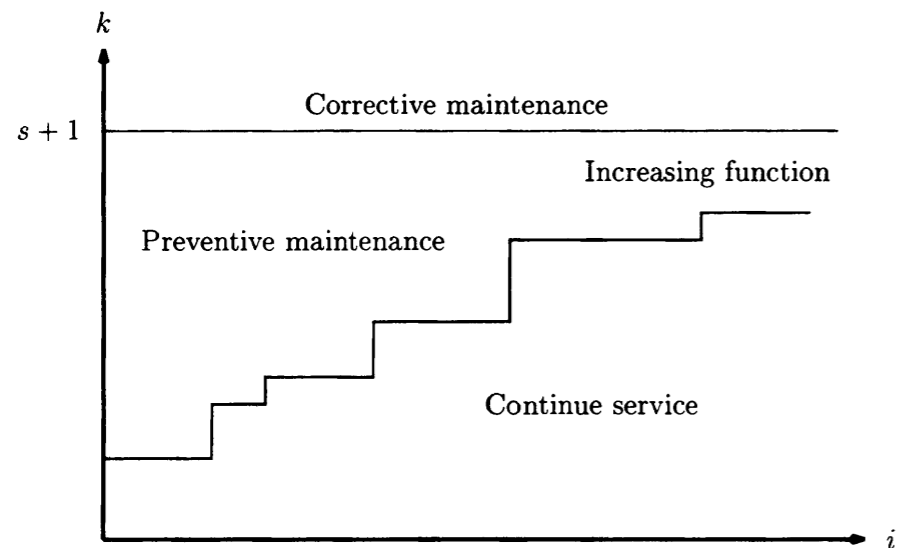 k
Corrective maintenance
s + 1
Increasing function
Preventive maintenance
Continue service
i